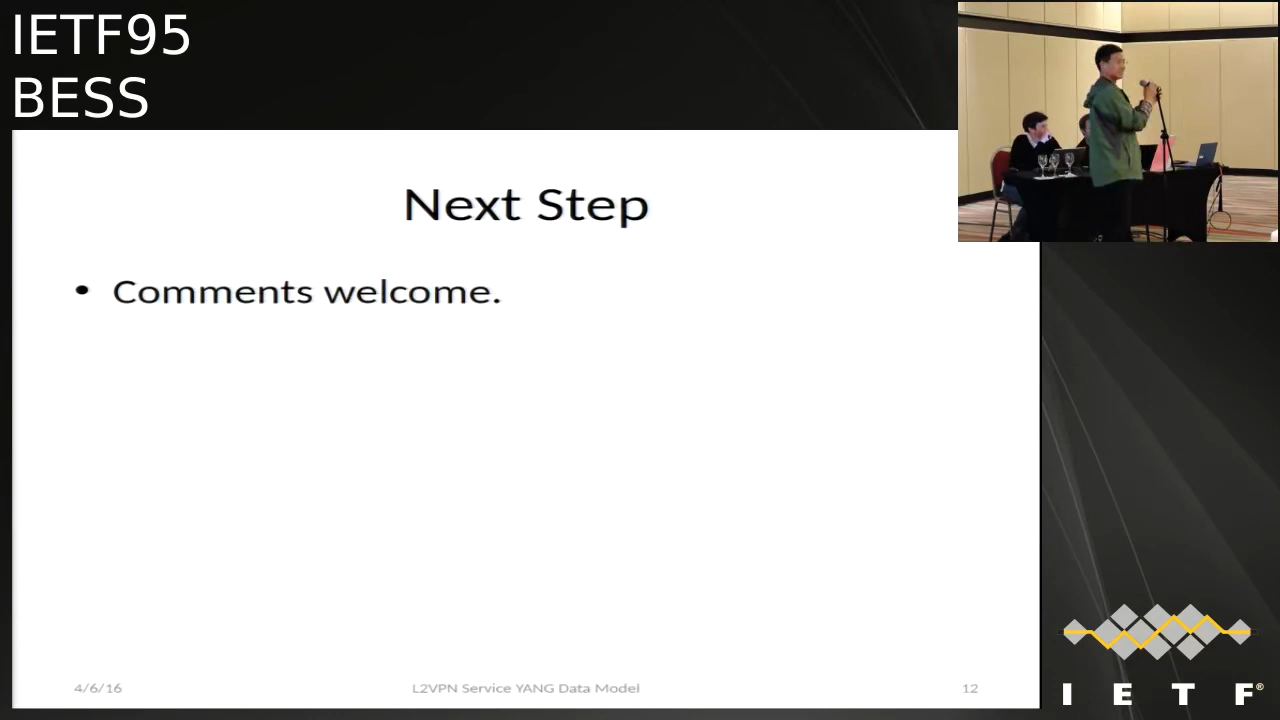 IETF95
BESS
Next Step
• Comments welcome.
4/6/16
L2VPN Service YANG Data Model
12
I E T F®